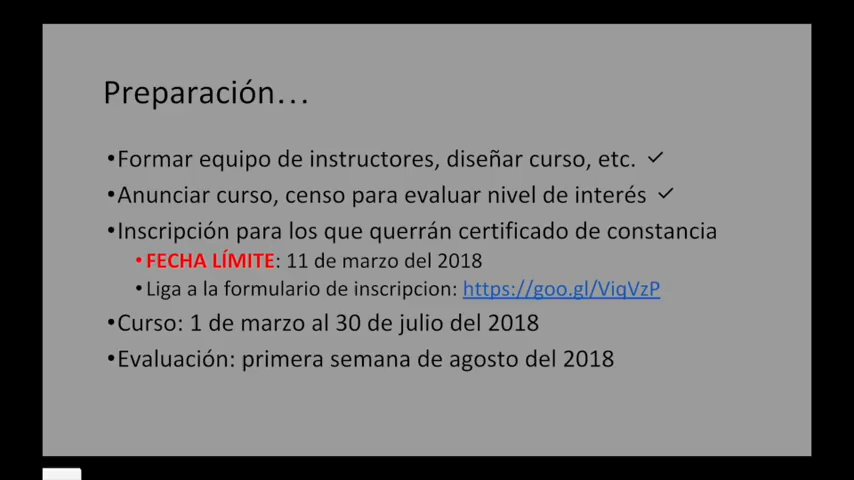 Preparación...
•Formar equipo de instructores, diseñar curso, etc. ✓
•Anunciar curso, censo para evaluar nivel de interés ✓
•Inscripción para los que querrán certificado de constancia
•FECHA LÍMITE: 11 de marzo del 2018
•Liga a la formulario de inscripcion: https://goo.gl/ViqVzP
•Curso: 1 de marzo al 30 de julio del 2018
•Evaluación: primera semana de agosto del 2018